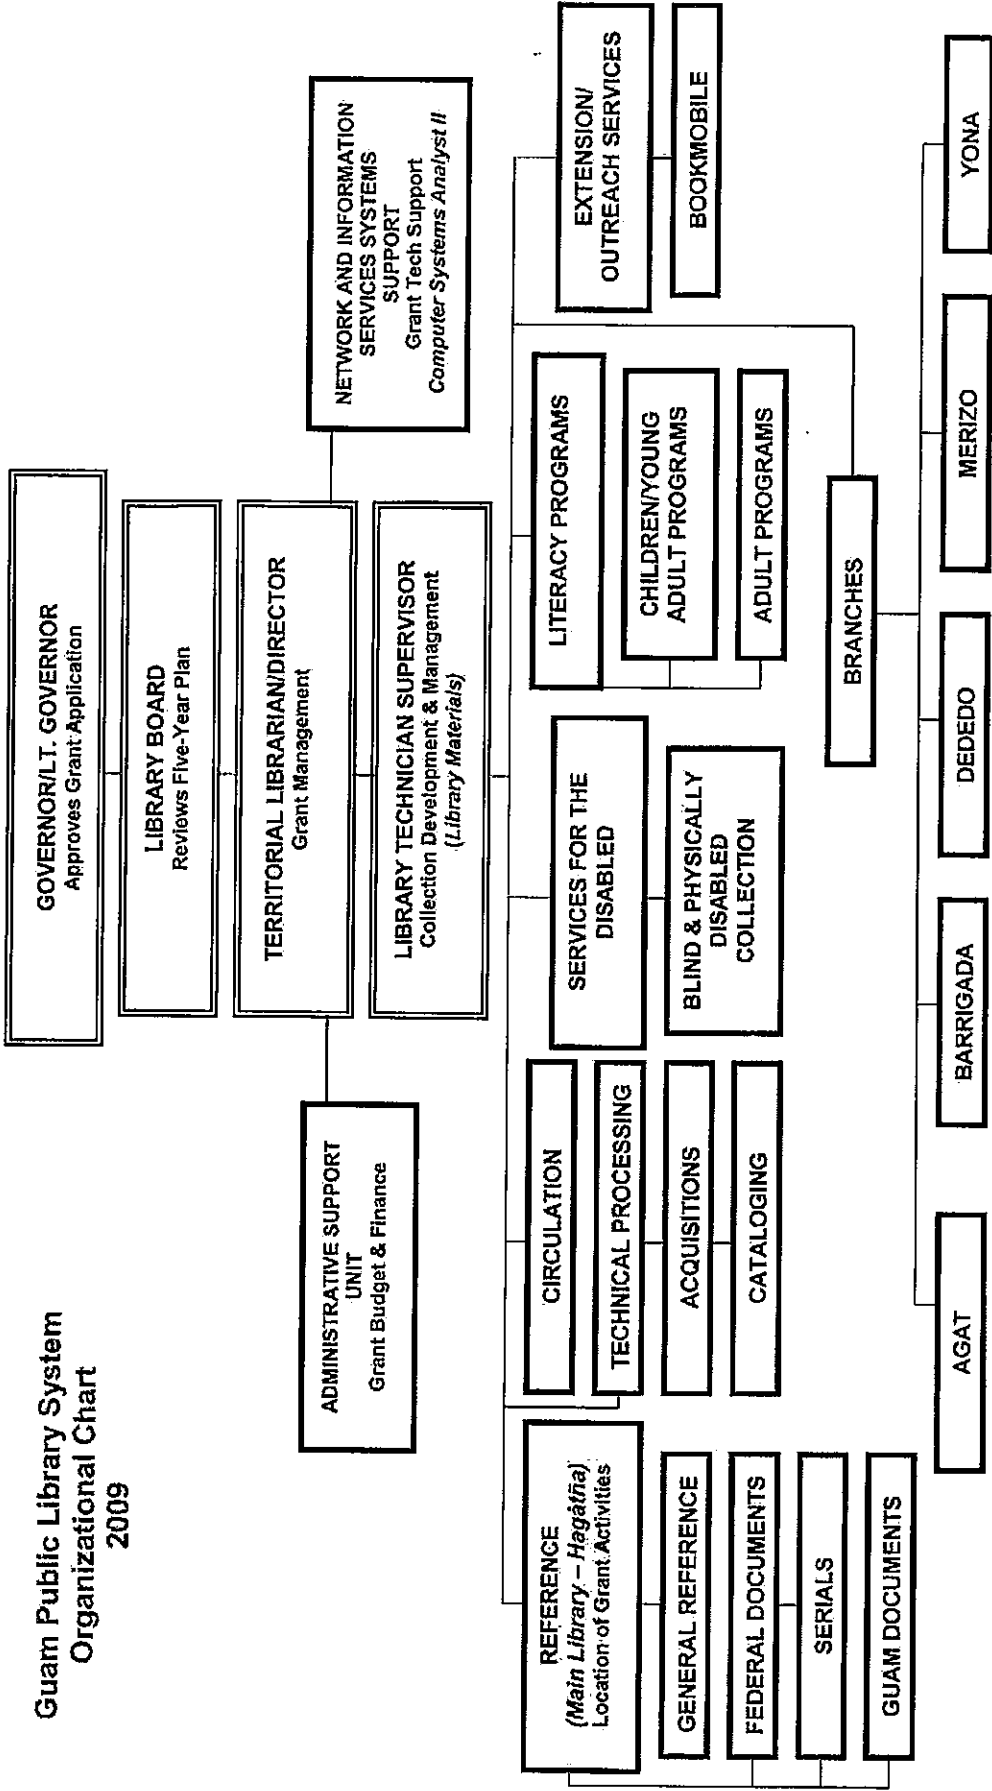 Guam Public Library System
Organizational Chart
2009
GOVERNOR/LT. GOVERNOR
Approves Grant Application
LIBRARY BOARD
Reviews Five-Year Plan
TERRITORIAL LIBRARIAN/DIRECTOR
Grant Management
ADMINISTRATIVE SUPPORT
UNIT
Grant Budget & Finance
NETWORK AND INFORMATION
SERVICES SYSTEMS
SUPPORT
Grant Tech Support
Computer Systems Analyst II
LIBRARY TECHNICIAN SUPERVISOR
Collection Development & Management
(Library Materials)
REFERENCE
(Main Library – Hagåtña)
Location of Grant Activities
GENERAL REFERENCE
FEDERAL DOCUMENTS
SERIALS
GUAM DOCUMENTS
CIRCULATION
TECHNICAL PROCESSING
ACQUISITIONS
CATALOGING
SERVICES FOR THE
DISABLED
BLIND & PHYSICALLY
DISABLED
COLLECTION
LITERACY PROGRAMS
CHILDREN/YOUNG
ADULT PROGRAMS
ADULT PROGRAMS
EXTENSION/
OUTREACH SERVICES
BOOKMOBILE
BRANCHES
AGAT
BARRIGADA
DEDEDO
MERIZO
YONA